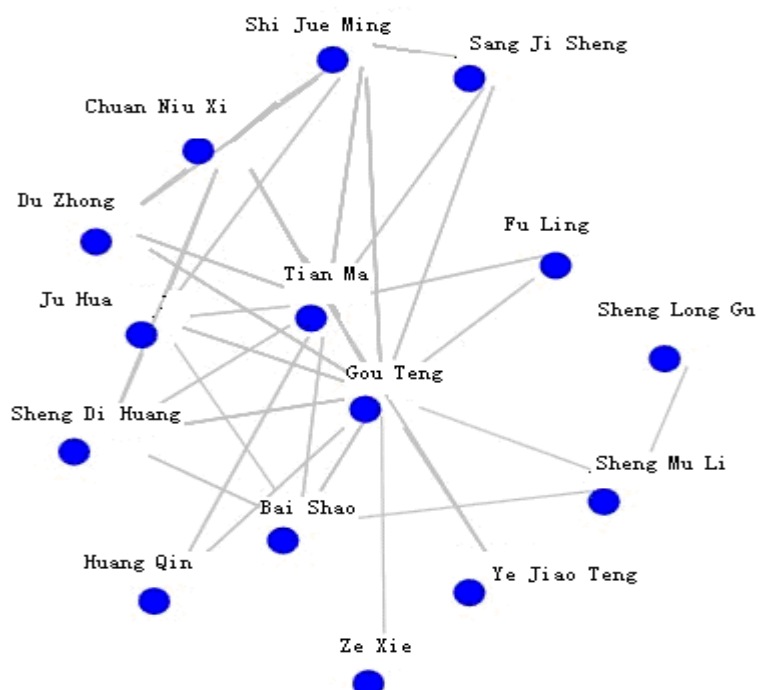 Shi Jue Ming
Sang Ji Sheng
Chuan Niu Xi
Du Zhong
Fu Ling
Tian Ma
Ju Hua
Sheng Long Gu
Gou Teng
Sheng Di Huang
Sheng Mu Li
Bai Shao
Huang Qin
Ye Jiao Teng
Ze Xie